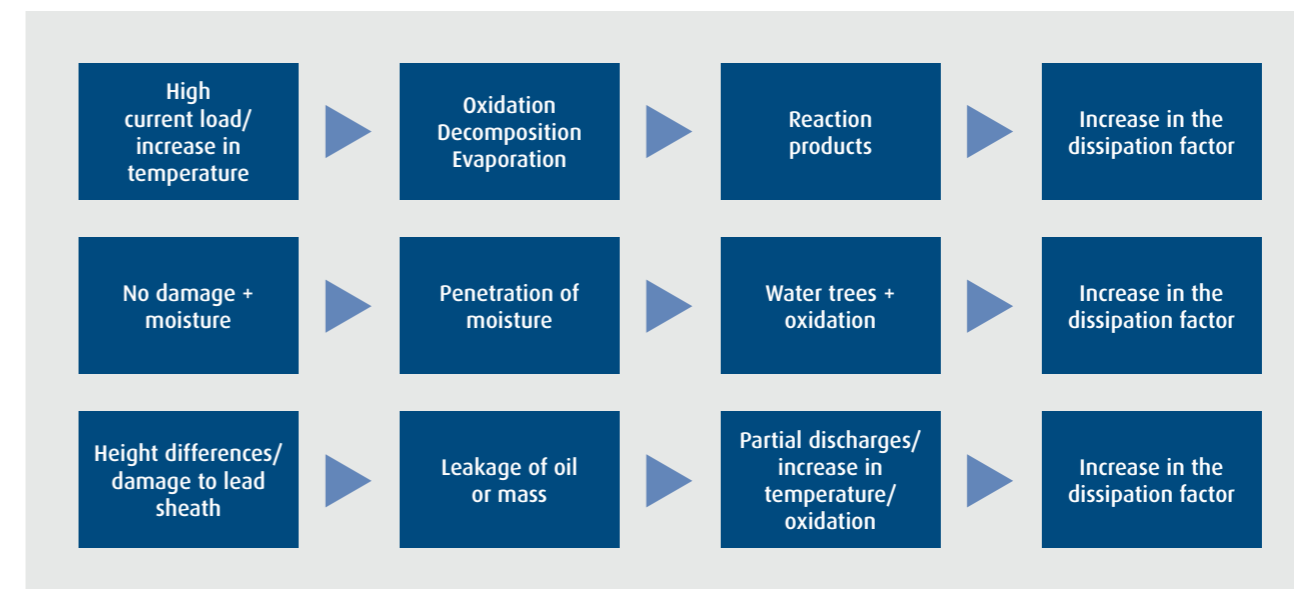 High
current load/
increase in
temperature
Oxidation
Decomposition
Evaporation
Reaction
products
Increase in the
dissipation factor
No damage +
moisture
Penetration of
moisture
Water trees +
oxidation
Increase in the
dissipation factor
Height differences/
damage to lead
sheath
Leakage of oil
or mass
Partial discharges/
increase in
temperature/
oxidation
Increase in the
dissipation factor